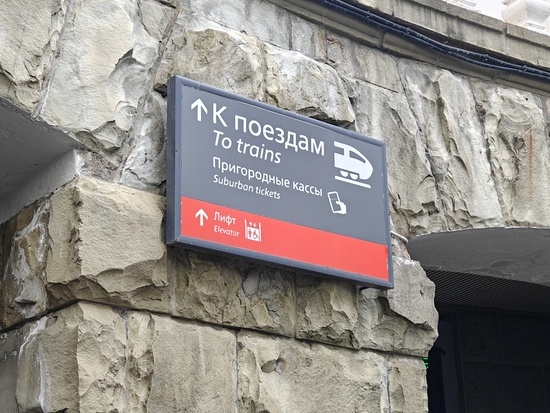 К поездам
To trains
Пригородные кассы
Suburban tickets
Лифт
Elevator